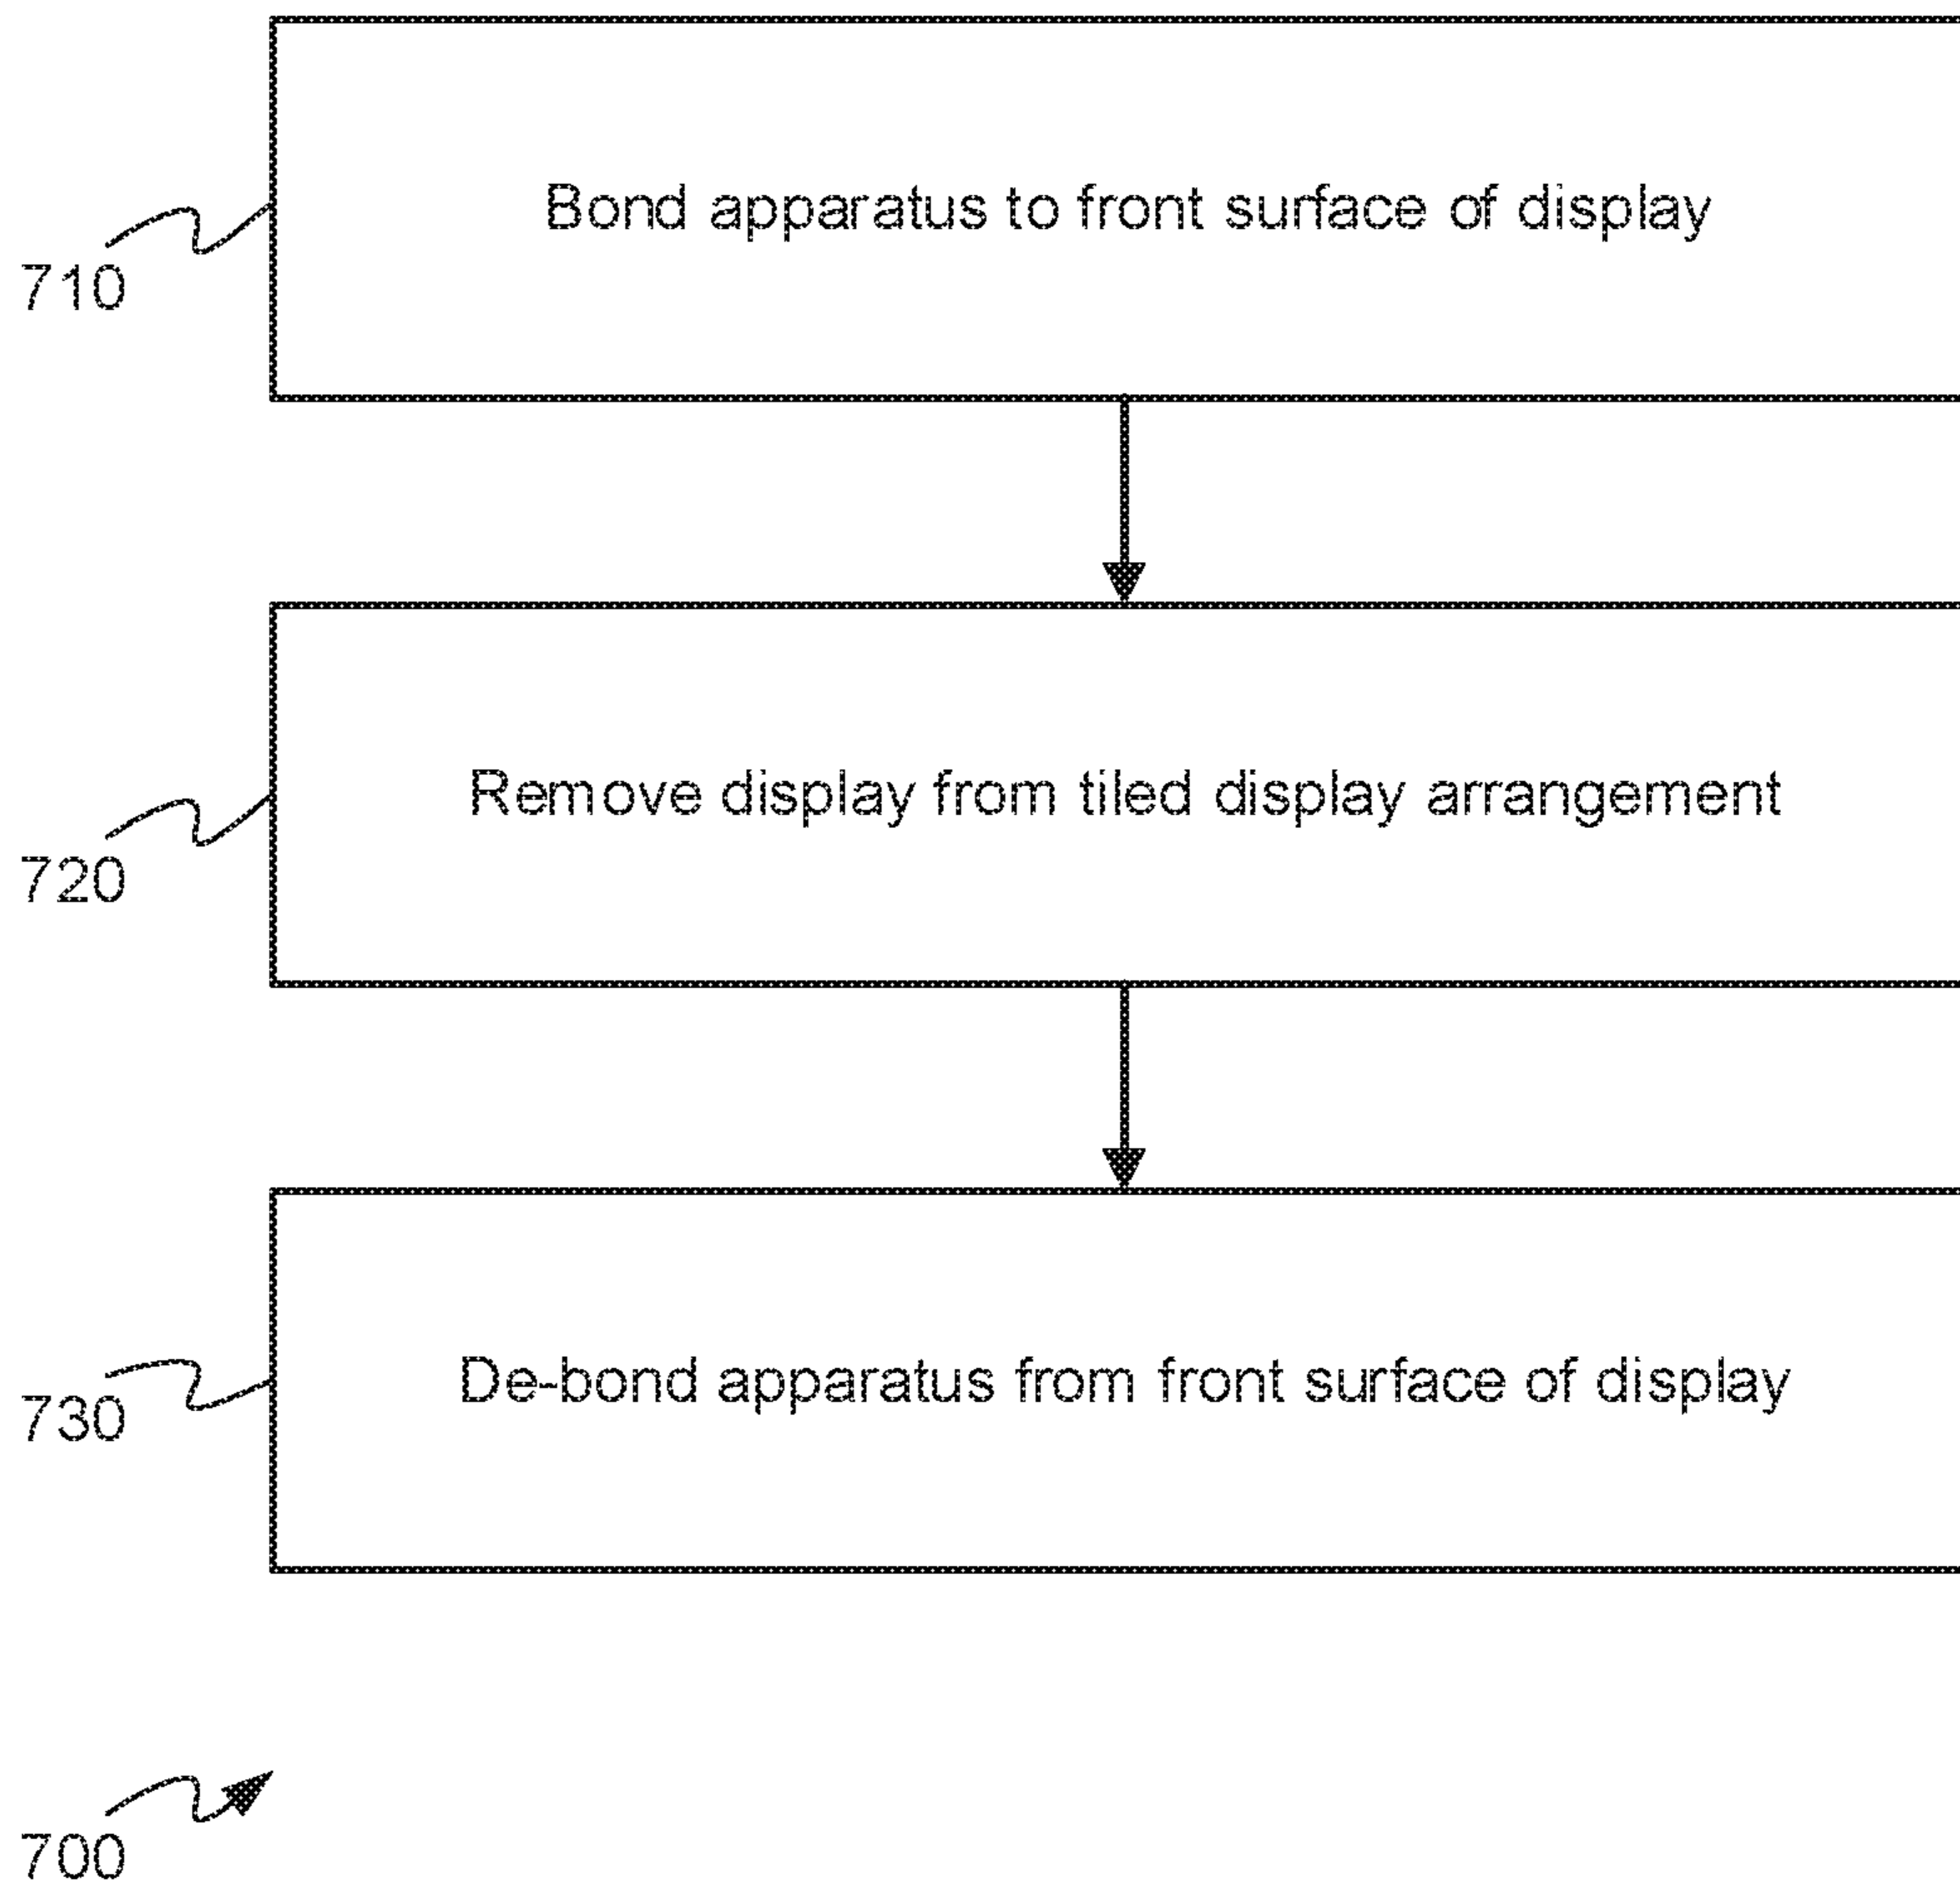 Bond apparatus to front surface of display
710
Remove display from tiled display arrangement
720
De-bond apparatus from front surface of display
730
700